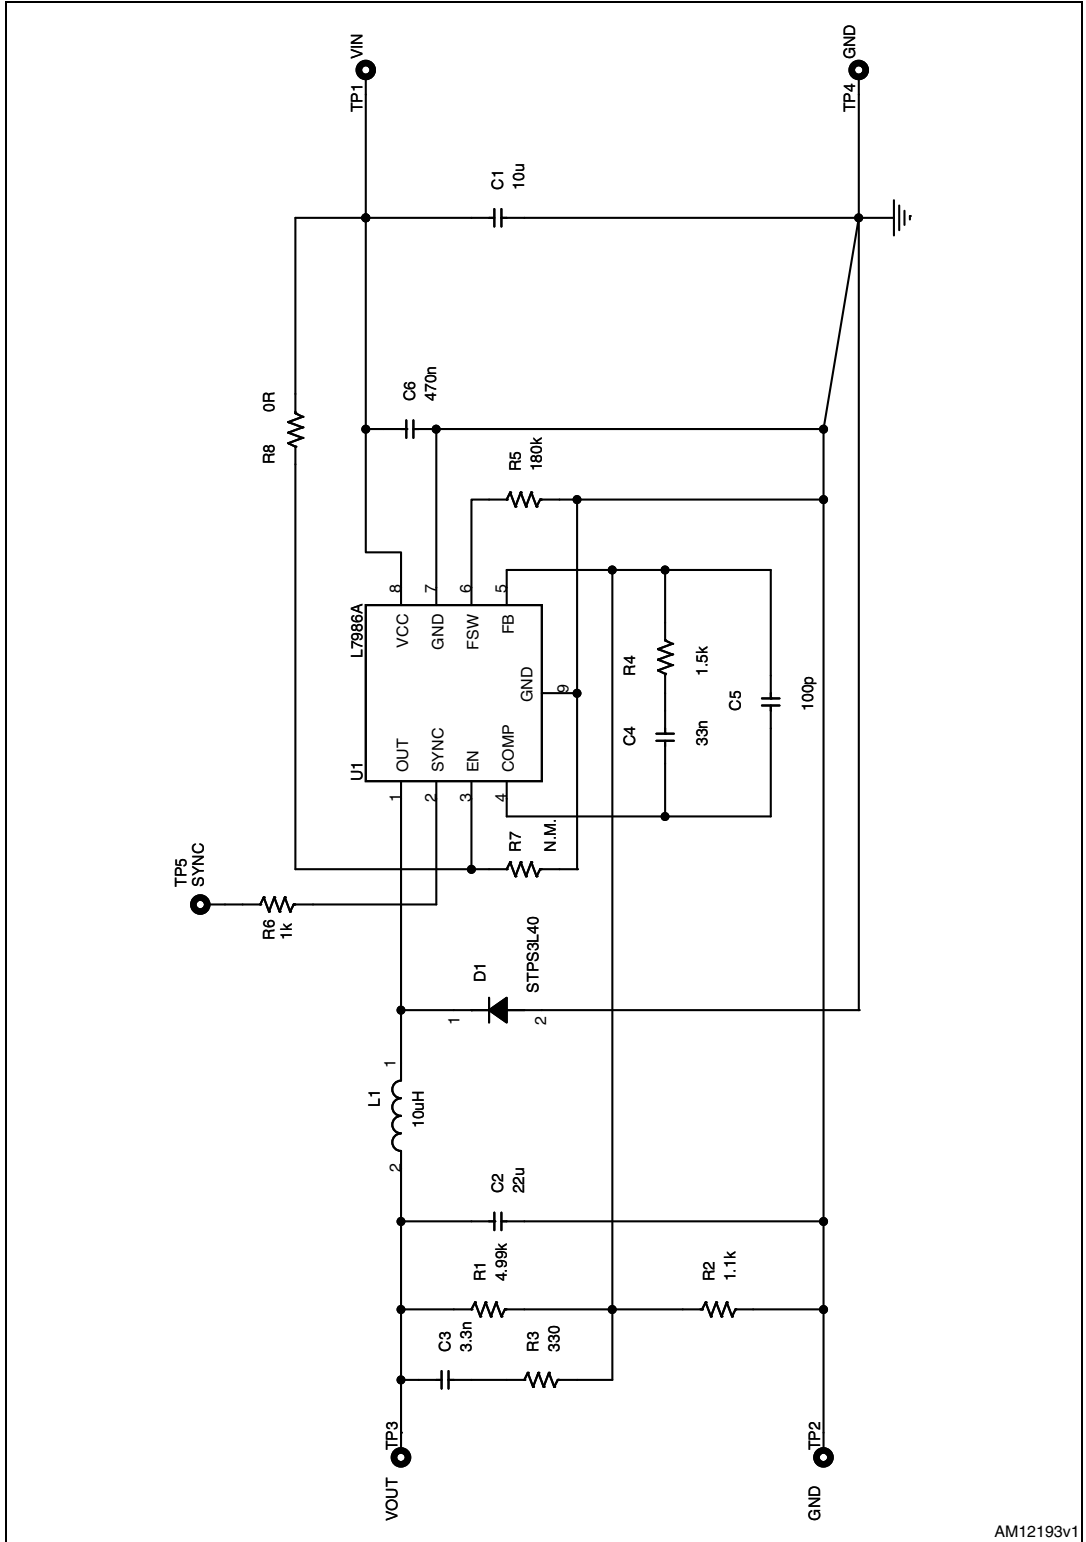 TP1 VIN
TP4 GND
C1
10u
R8 0R
C6
470n
R5
180k
L7986A
U1
8
7
6
5
VCC
GND
FSW
FB
GND
9
OUT
SYNC
EN
COMP
1
2
3
4
R4
1.5k
C4
33n
C5
100p
R7
N.M.
TP5
SYNC
R6
1k
D1
STPS3L40
1
2
L1
10uH
1
2
C2
22u
R1
4.99k
R2
1.1k
C3
3.3n
R3
330
VOUT TP3
GND TP2
AM12193v1